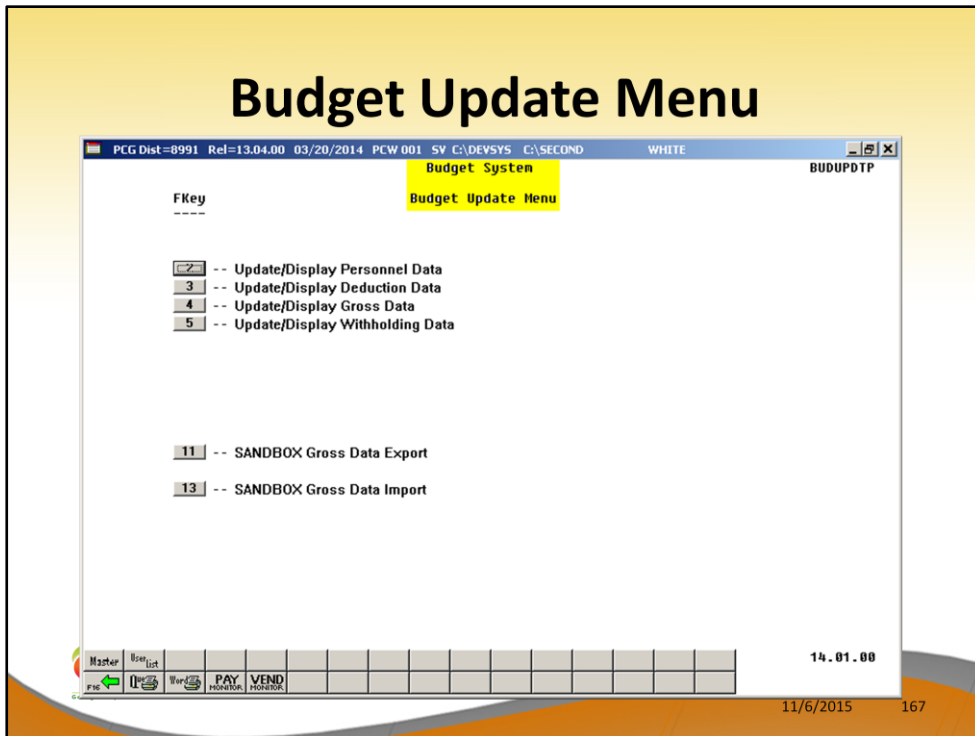 Budget Update Menu
PCG Dist=8991 Rel=13.04.00 03/20/2014 PCW 001 SV C:\DEVSYS C:\SECOND WHITE
Budget System BUDUPDTP
FKey Budget Update Menu
----
2 -- Update/Display Personnel Data
3 -- Update/Display Deduction Data
4 -- Update/Display Gross Data
5 -- Update/Display Withholding Data
11 -- SANDBOX Gross Data Export
13 -- SANDBOX Gross Data Import
Master User List 14.01.00
F16 Word PAY MONITOR VEND MONITOR
11/6/2015 167